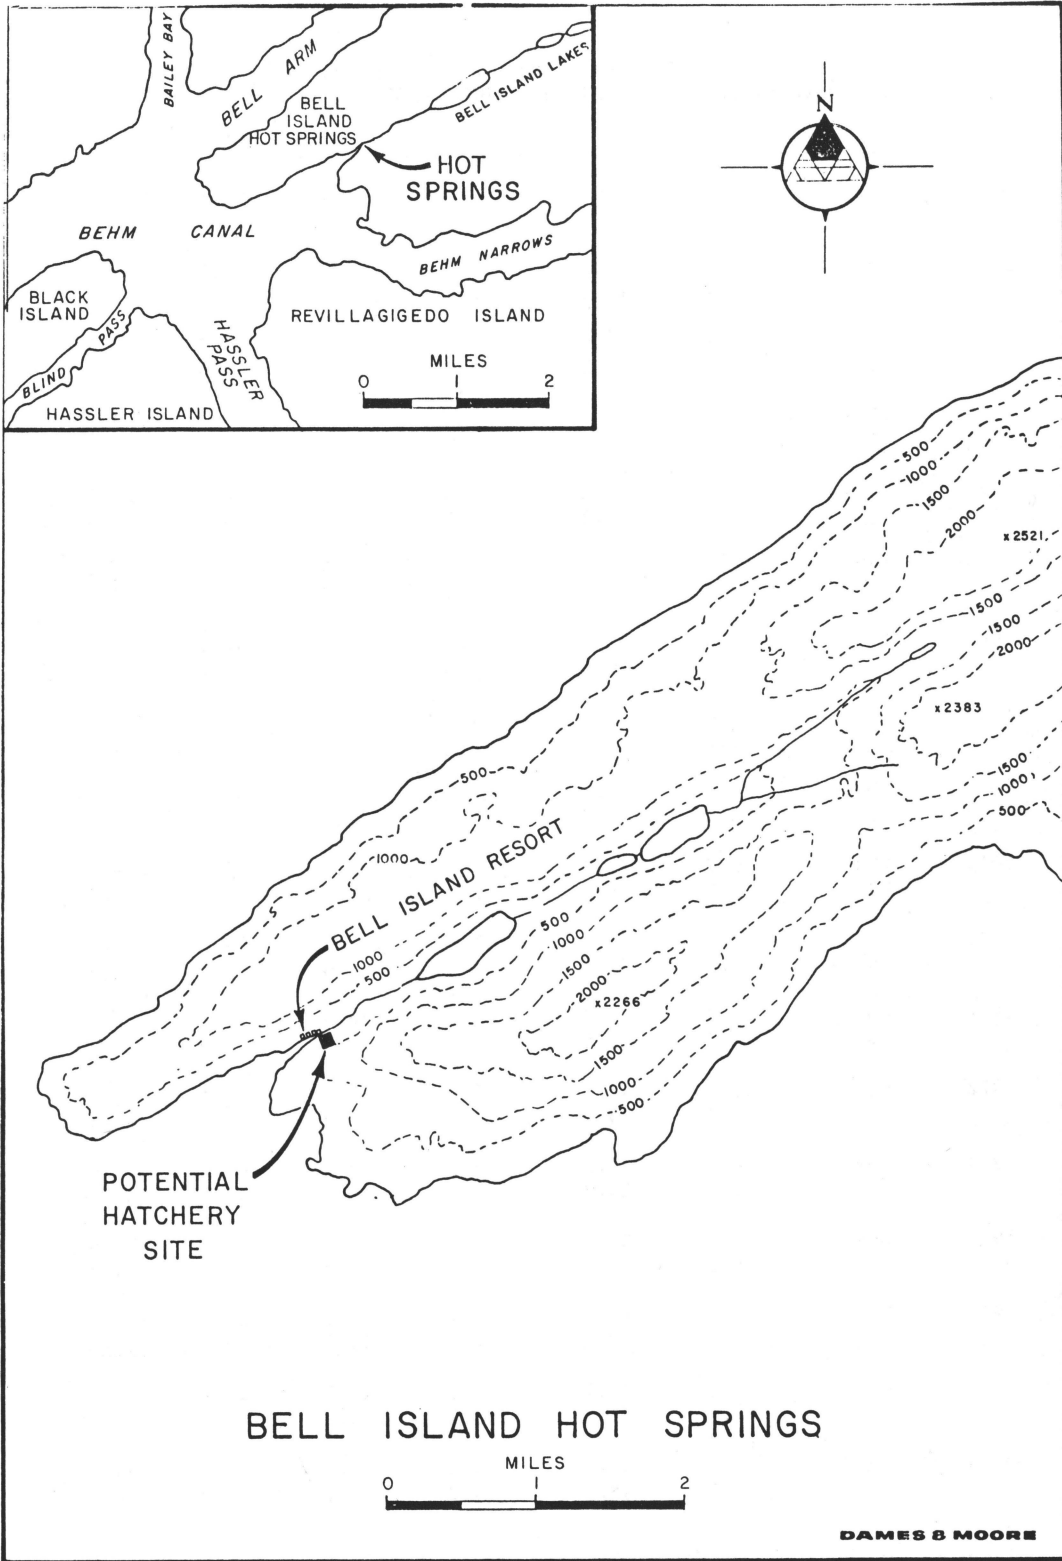 BAILEY BAY
BELL ARM
BELL
ISLAND
HOT SPRINGS
BELL ISLAND LAKES
HOT
SPRINGS
BEHM CANAL
BEHM NARROWS
BLACK
ISLAND
BLIND PASS
HASSLER
PASS
REVILLAGIGEDO ISLAND
HASSLER ISLAND
MILES
0 1 2
N
500
1000
1500
2000
x2521
1500
1500
2000
x2383
1500
1000
500
500
1000
BELL ISLAND RESORT
1000
500
500
1000
1500
2000
x2266
1500
1000
500
POTENTIAL
HATCHERY
SITE
BELL ISLAND HOT SPRINGS
MILES
0 1 2
DAMES & MOORE